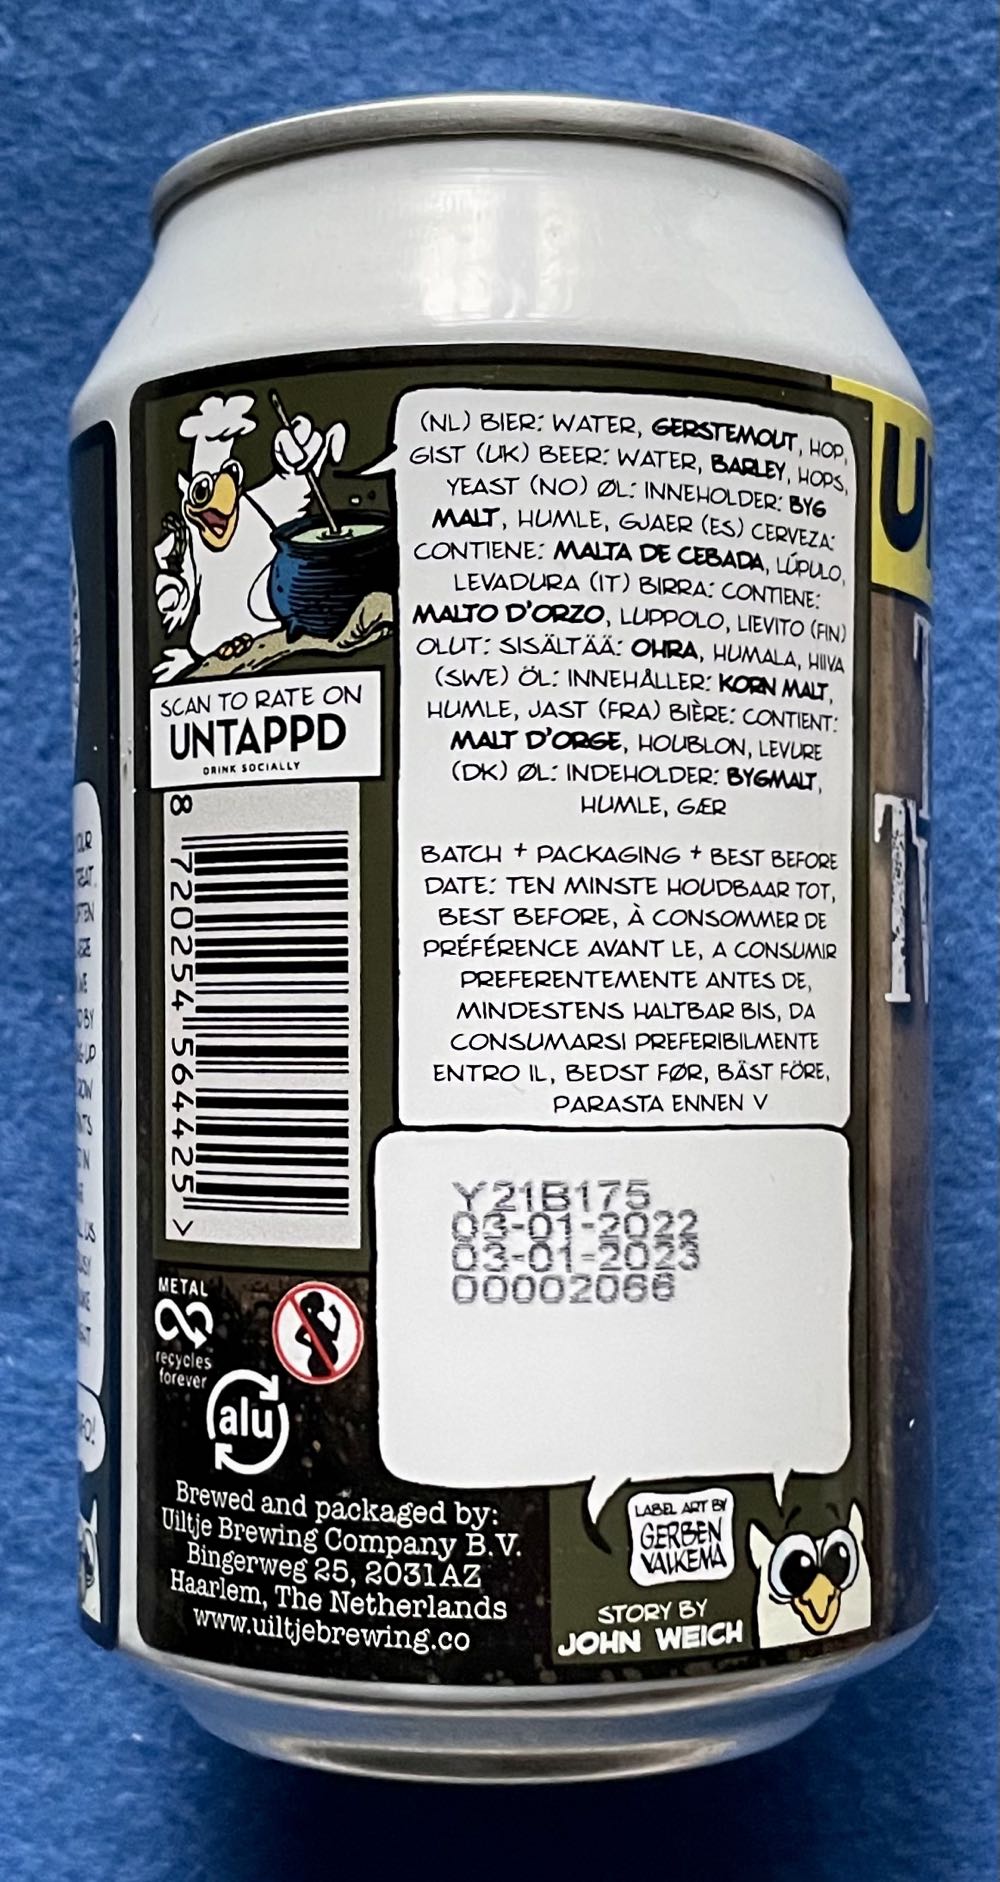 (NL) BIER: WATER, GERSTEMOUT, HOP,
GIST (UK) BEER: WATER, BARLEY, HOPS,
YEAST (NO) ØL: INNEHOLDER: BYG
MALT, HUMLE, GJAER (ES) CERVEZA:
CONTIENE: MALTA DE CEBADA, LÚPULO,
LEVADURA (IT) BIRRA: CONTIENE:
MALTO D'ORZO, LUPPOLO, LIEVITO (FIN)
OLUT: SISÄLTÄÄ: OHRA, HUMALA, HIIVA
(SWE) ÖL: INNEHÅLLER: KORN MALT,
HUMLE, JAST (FRA) BIÈRE: CONTIENT:
MALT D'ORGE, HOUBLON, LEVURE
(DK) ØL: INDEHOLDER: BYGMALT,
HUMLE, GÆR
BATCH + PACKAGING + BEST BEFORE
DATE: TEN MINSTE HOUDBAAR TOT,
BEST BEFORE, À CONSOMMER DE
PRÉFÉRENCE AVANT LE, A CONSUMIR
PREFERENTEMENTE ANTES DE,
MINDESTENS HALTBAR BIS, DA
CONSUMARSI PREFERIBILMENTE
ENTRO IL, BEDST FØR, BÄST FÖRE,
PARASTA ENNEN V
SCAN TO RATE ON
UNTAPPD
DRINK SOCIALLY
8 720254 564425 >
Y21B175
03-01-2022
03-01-2023
00002066
METAL
recycles
forever
alu
Brewed and packaged by:
Uiltje Brewing Company B.V.
Bingerweg 25, 2031AZ
Haarlem, The Netherlands
www.uiltjebrewing.co
LABEL ART BY
GERBEN
VALKEMA
STORY BY
JOHN WEICH